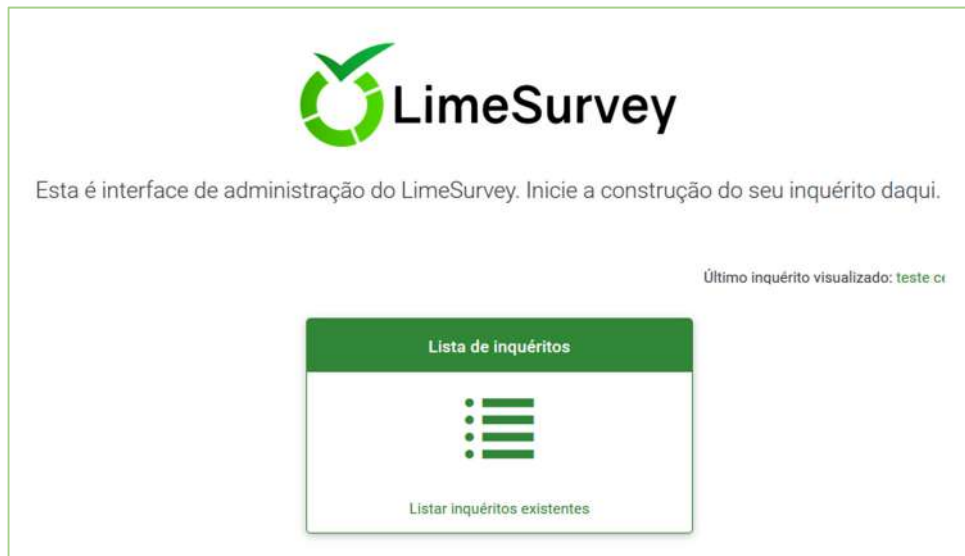 LimeSurvey
Esta é interface de administração do LimeSurvey. Inicie a construção do seu inquérito daqui.
Último inquérito visualizado: teste
Lista de inquéritos
Listar inquéritos existentes